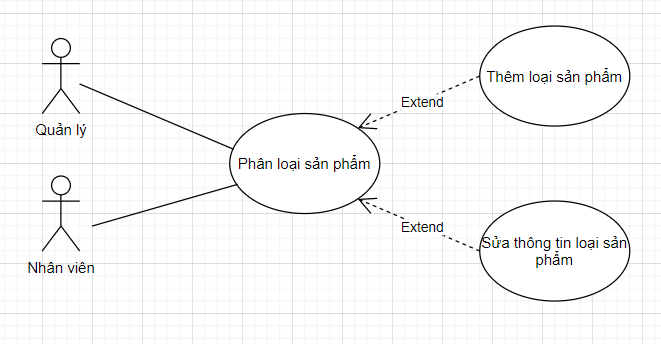 Thêm loại sản phẩm
Extend
Quản lý
Phân loại sản phẩm
Extend
Sửa thông tin loại sản
phẩm
Nhân viên